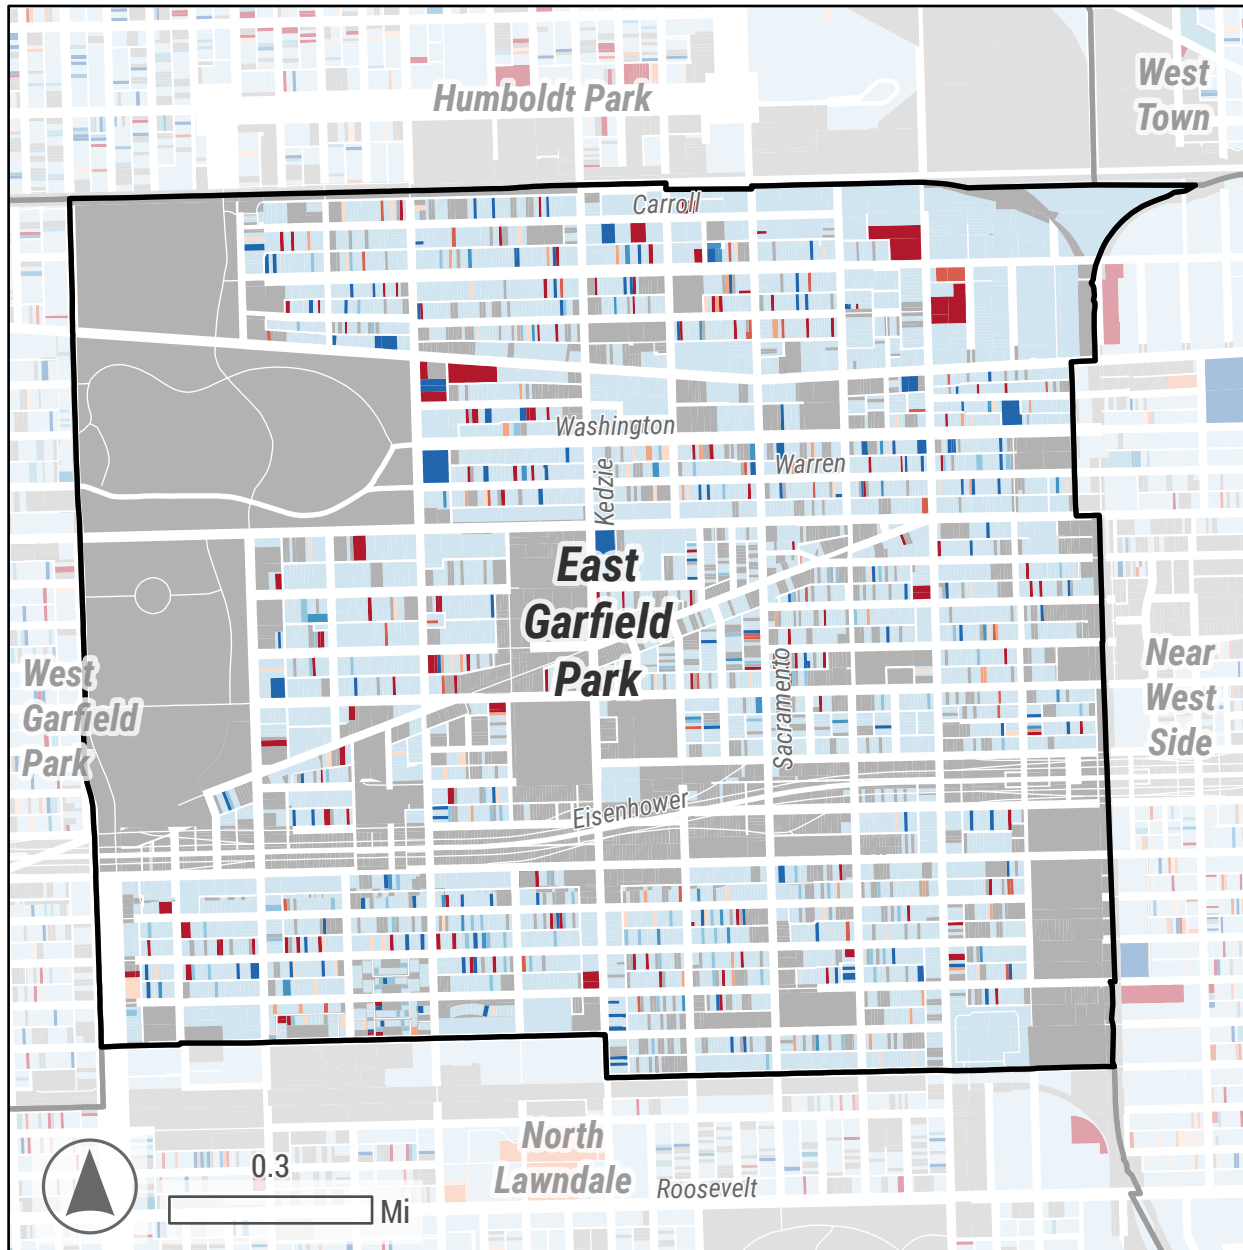 Humboldt Park
West
Town
Carroll
Washington
Warren
Kedzie
East
Garfield
Park
West
Garfield
Park
Sacramento
Near
West
Side
Eisenhower
North
Lawndale
Roosevelt
0.3
Mi